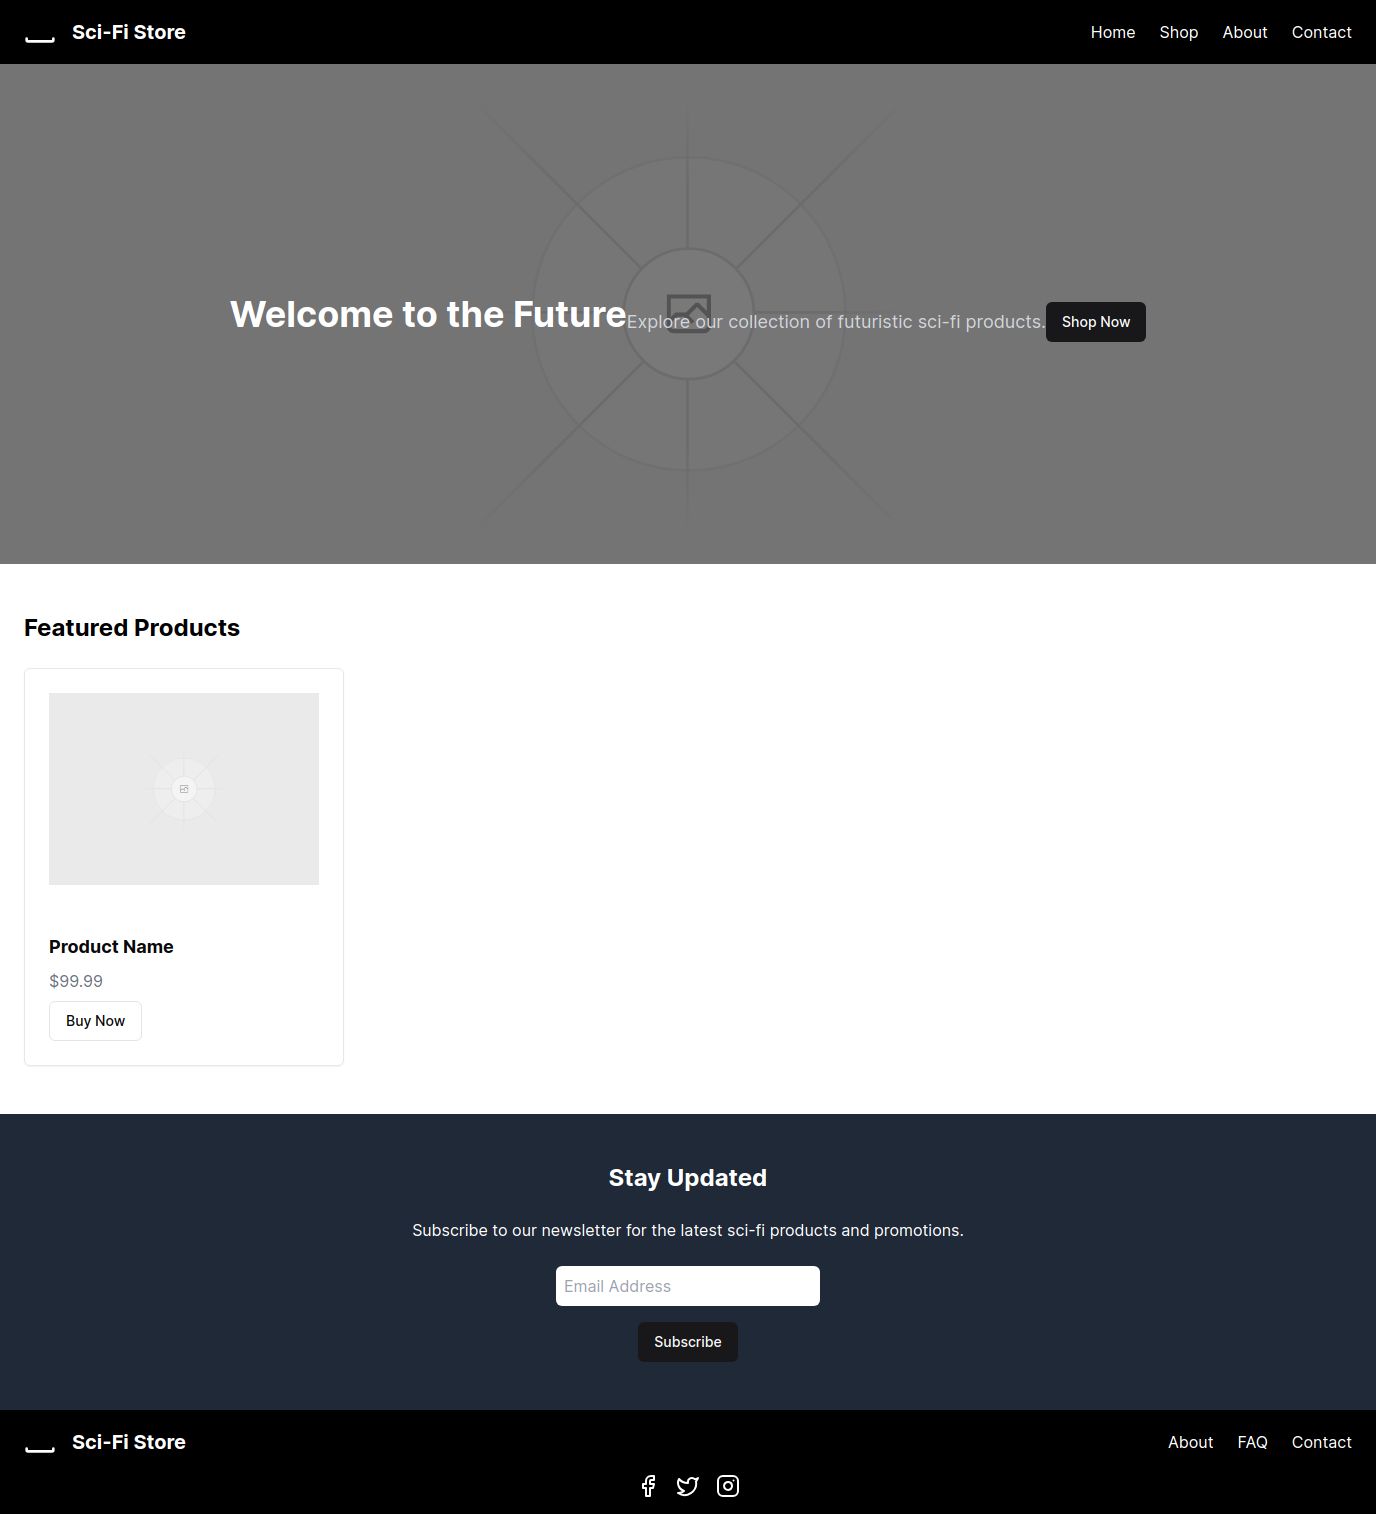 Sci-Fi Store
Home Shop About Contact
Welcome to the Future
Explore our collection of futuristic sci-fi products.
Shop Now
Featured Products
Product Name
$99.99
Buy Now
Stay Updated
Subscribe to our newsletter for the latest sci-fi products and promotions.
Email Address
Subscribe
Sci-Fi Store
About FAQ Contact